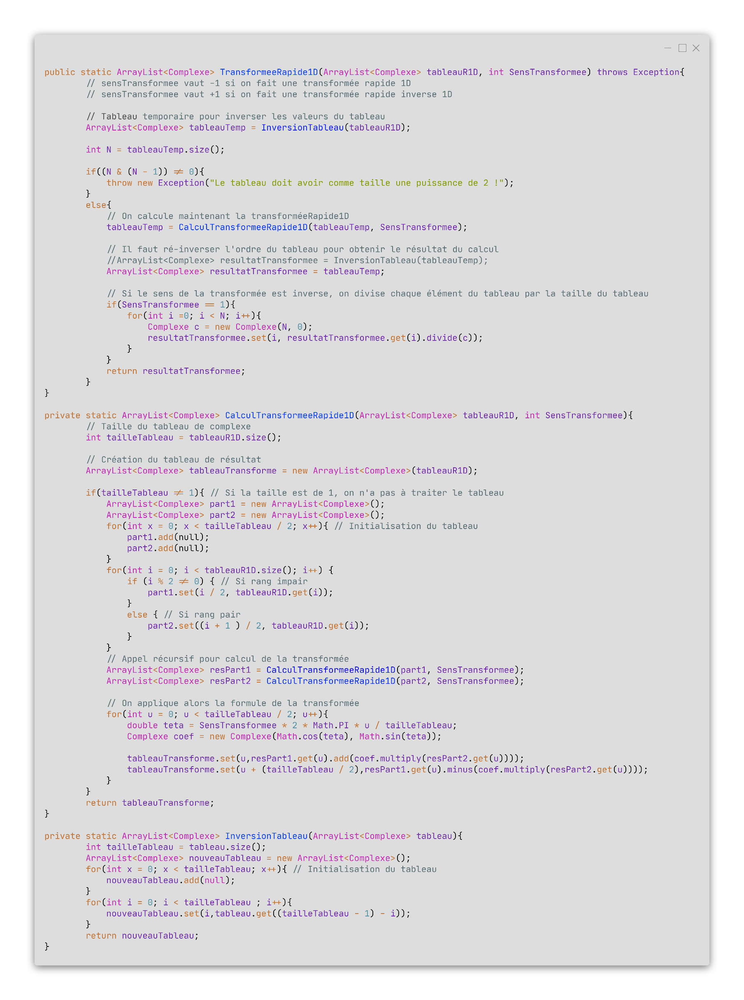 public static ArrayList<Complexe> TransformeeRapide1D(ArrayList<Complexe> tableauR1D, int SensTransformee) throws Exception{
        // sensTransformee vaut -1 si on fait une transformée rapide 1D
        // sensTransformee vaut +1 si on fait une transformée rapide inverse 1D

        // Tableau temporaire pour inverser les valeurs du tableau
        ArrayList<Complexe> tableauTemp = InversionTableau(tableauR1D);

        int N = tableauTemp.size();

        if((N & (N - 1)) != 0){
            throw new Exception("Le tableau doit avoir comme taille une puissance de 2 !");
        }
        else{
            // On calcule maintenant la transforméeRapide1D
            tableauTemp = CalculTransformeeRapide1D(tableauTemp, SensTransformee);

            // Il faut ré-inverser l'ordre du tableau pour obtenir le résultat du calcul
            //ArrayList<Complexe> resultatTransformee = InversionTableau(tableauTemp);
            ArrayList<Complexe> resultatTransformee = tableauTemp;

            // Si le sens de la transformée est inverse, on divise chaque élément du tableau par la taille du tableau
            if(SensTransformee == 1){
                for(int i =0; i < N; i++){
                    Complexe c = new Complexe(N, 0);
                    resultatTransformee.set(i, resultatTransformee.get(i).divide(c));
                }
            }
            return resultatTransformee;
        }
}

private static ArrayList<Complexe> CalculTransformeeRapide1D(ArrayList<Complexe> tableauR1D, int SensTransformee){
        // Taille du tableau de complexe
        int tailleTableau = tableauR1D.size();

        // Création du tableau de résultat
        ArrayList<Complexe> tableauTransforme = new ArrayList<Complexe>(tableauR1D);

        if(tailleTableau != 1){ // Si la taille est de 1, on n'a pas à traiter le tableau
            ArrayList<Complexe> part1 = new ArrayList<Complexe>();
            ArrayList<Complexe> part2 = new ArrayList<Complexe>();
            for(int x = 0; x < tailleTableau / 2; x++){ // Initialisation du tableau
                part1.add(null);
                part2.add(null);
            }
            for(int i = 0; i < tableauR1D.size(); i++) {
                if (i % 2 != 0) { // Si rang impair
                    part1.set(i / 2, tableauR1D.get(i));
                }
                else { // Si rang pair
                    part2.set((i + 1 ) / 2, tableauR1D.get(i));
                }
            }
            // Appel récursif pour calcul de la transformée
            ArrayList<Complexe> resPart1 = CalculTransformeeRapide1D(part1, SensTransformee);
            ArrayList<Complexe> resPart2 = CalculTransformeeRapide1D(part2, SensTransformee);

            // On applique alors la formule de la transformée
            for(int u = 0; u < tailleTableau / 2; u++){
                double teta = SensTransformee * 2 * Math.PI * u / tailleTableau;
                Complexe coef = new Complexe(Math.cos(teta), Math.sin(teta));

                tableauTransforme.set(u,resPart1.get(u).add(coef.multiply(resPart2.get(u))));
                tableauTransforme.set(u + (tailleTableau / 2),resPart1.get(u).minus(coef.multiply(resPart2.get(u))));
            }
        }
        return tableauTransforme;
}

private static ArrayList<Complexe> InversionTableau(ArrayList<Complexe> tableau){
        int tailleTableau = tableau.size();
        ArrayList<Complexe> nouveauTableau = new ArrayList<Complexe>();
        for(int x = 0; x < tailleTableau; x++){ // Initialisation du tableau
            nouveauTableau.add(null);
        }
        for(int i = 0; i < tailleTableau ; i++){
            nouveauTableau.set(i,tableau.get((tailleTableau - 1) - i));
        }
        return nouveauTableau;
}